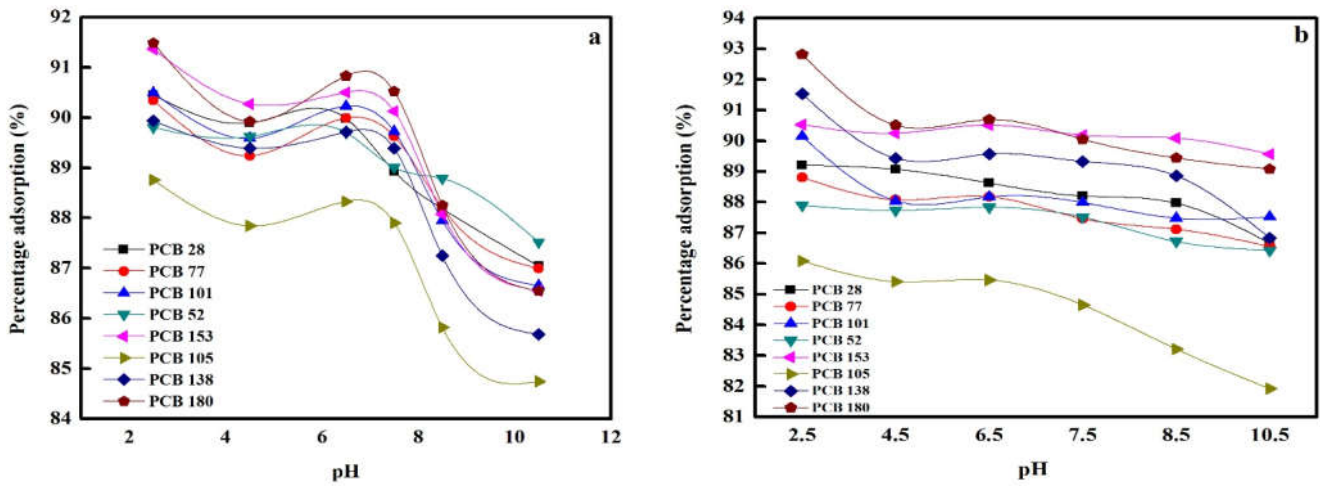 92
91
90
89
88
87
86
85
84
2
4
6
8
10
12
Percentage adsorption (%)
pH
a
PCB 28
PCB 77
PCB 101
PCB 52
PCB 153
PCB 105
PCB 138
PCB 180
94
93
92
91
90
89
88
87
86
85
84
83
82
81
2.5
4.5
6.5
7.5
8.5
10.5
Percentage adsorption (%)
pH
b
PCB 28
PCB 77
PCB 101
PCB 52
PCB 153
PCB 105
PCB 138
PCB 180